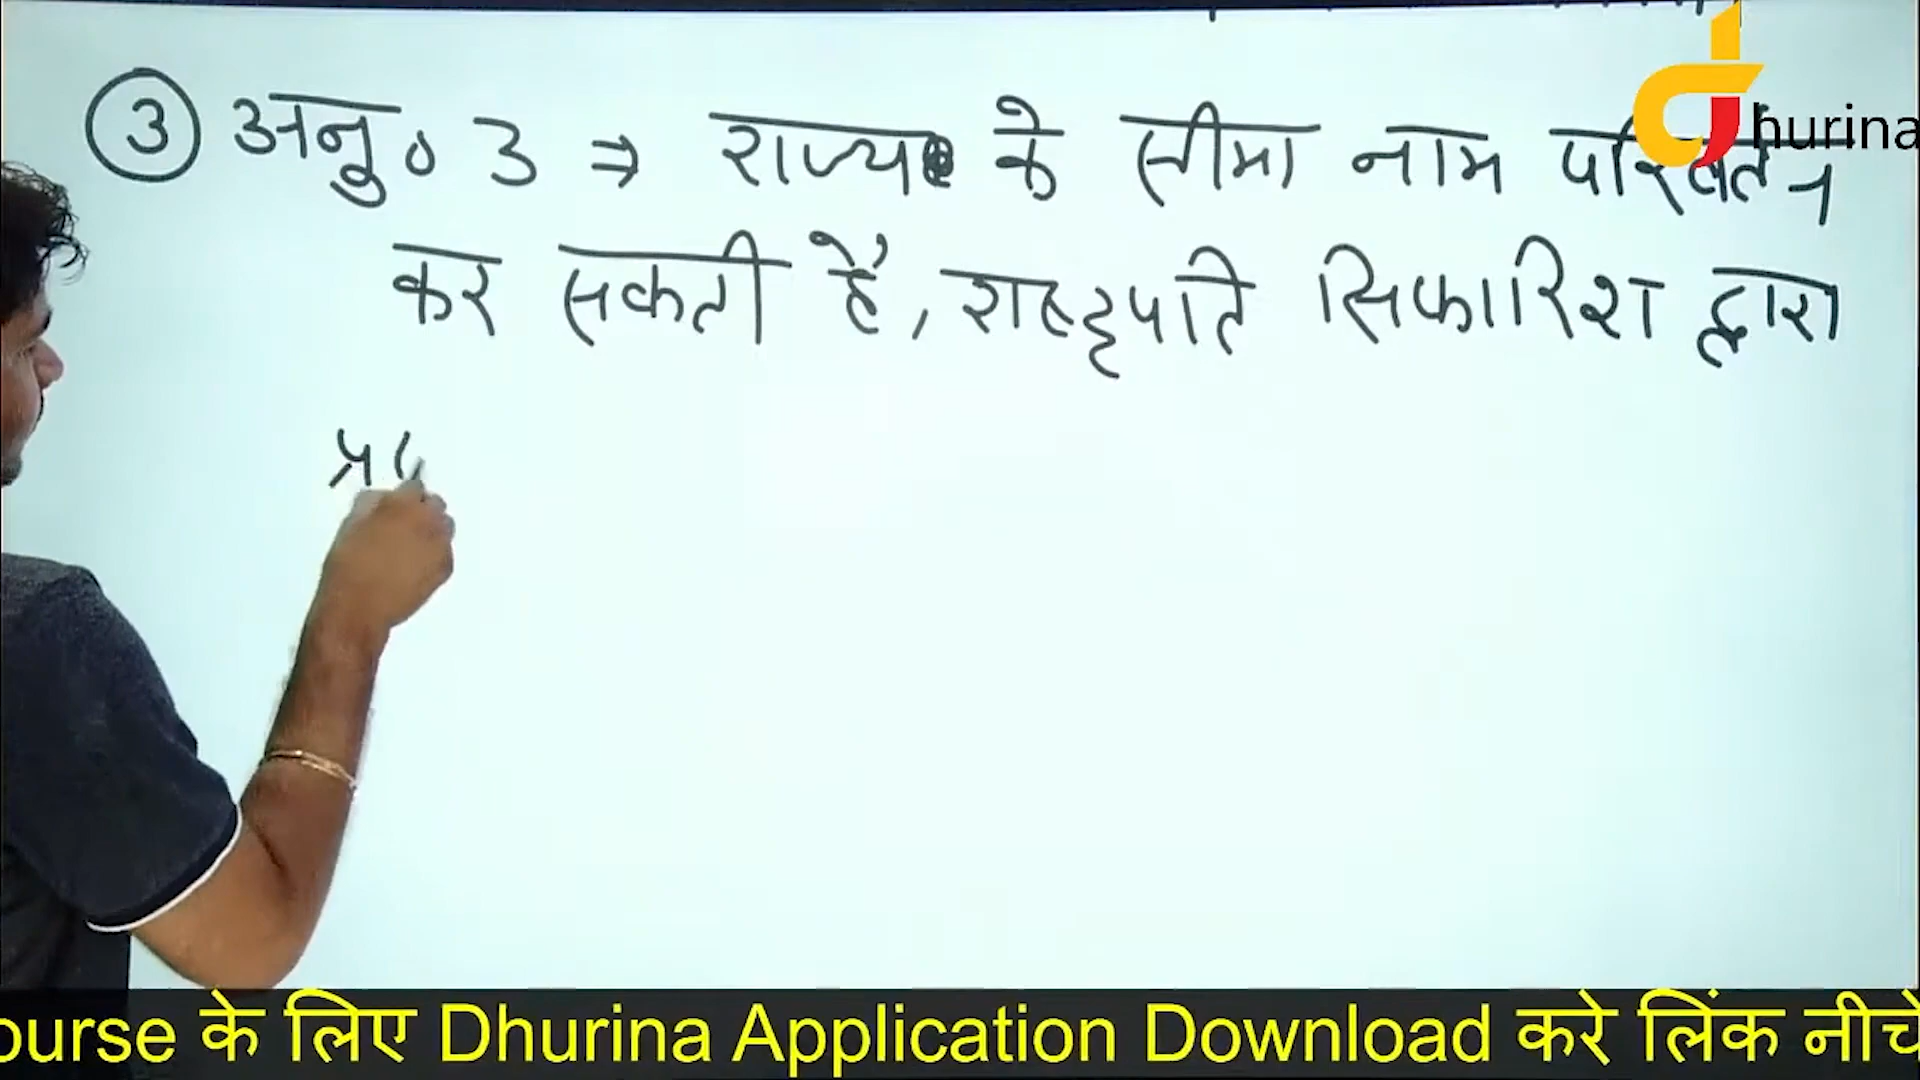 ③ अनु० 3 ⇒ राज्य के सीमा नाम परिवर्तन
कर सकती है, राष्ट्रपति सिफारिश द्वारा
प्र
Dhurina
ourse के लिए Dhurina Application Download करे लिंक नीचे